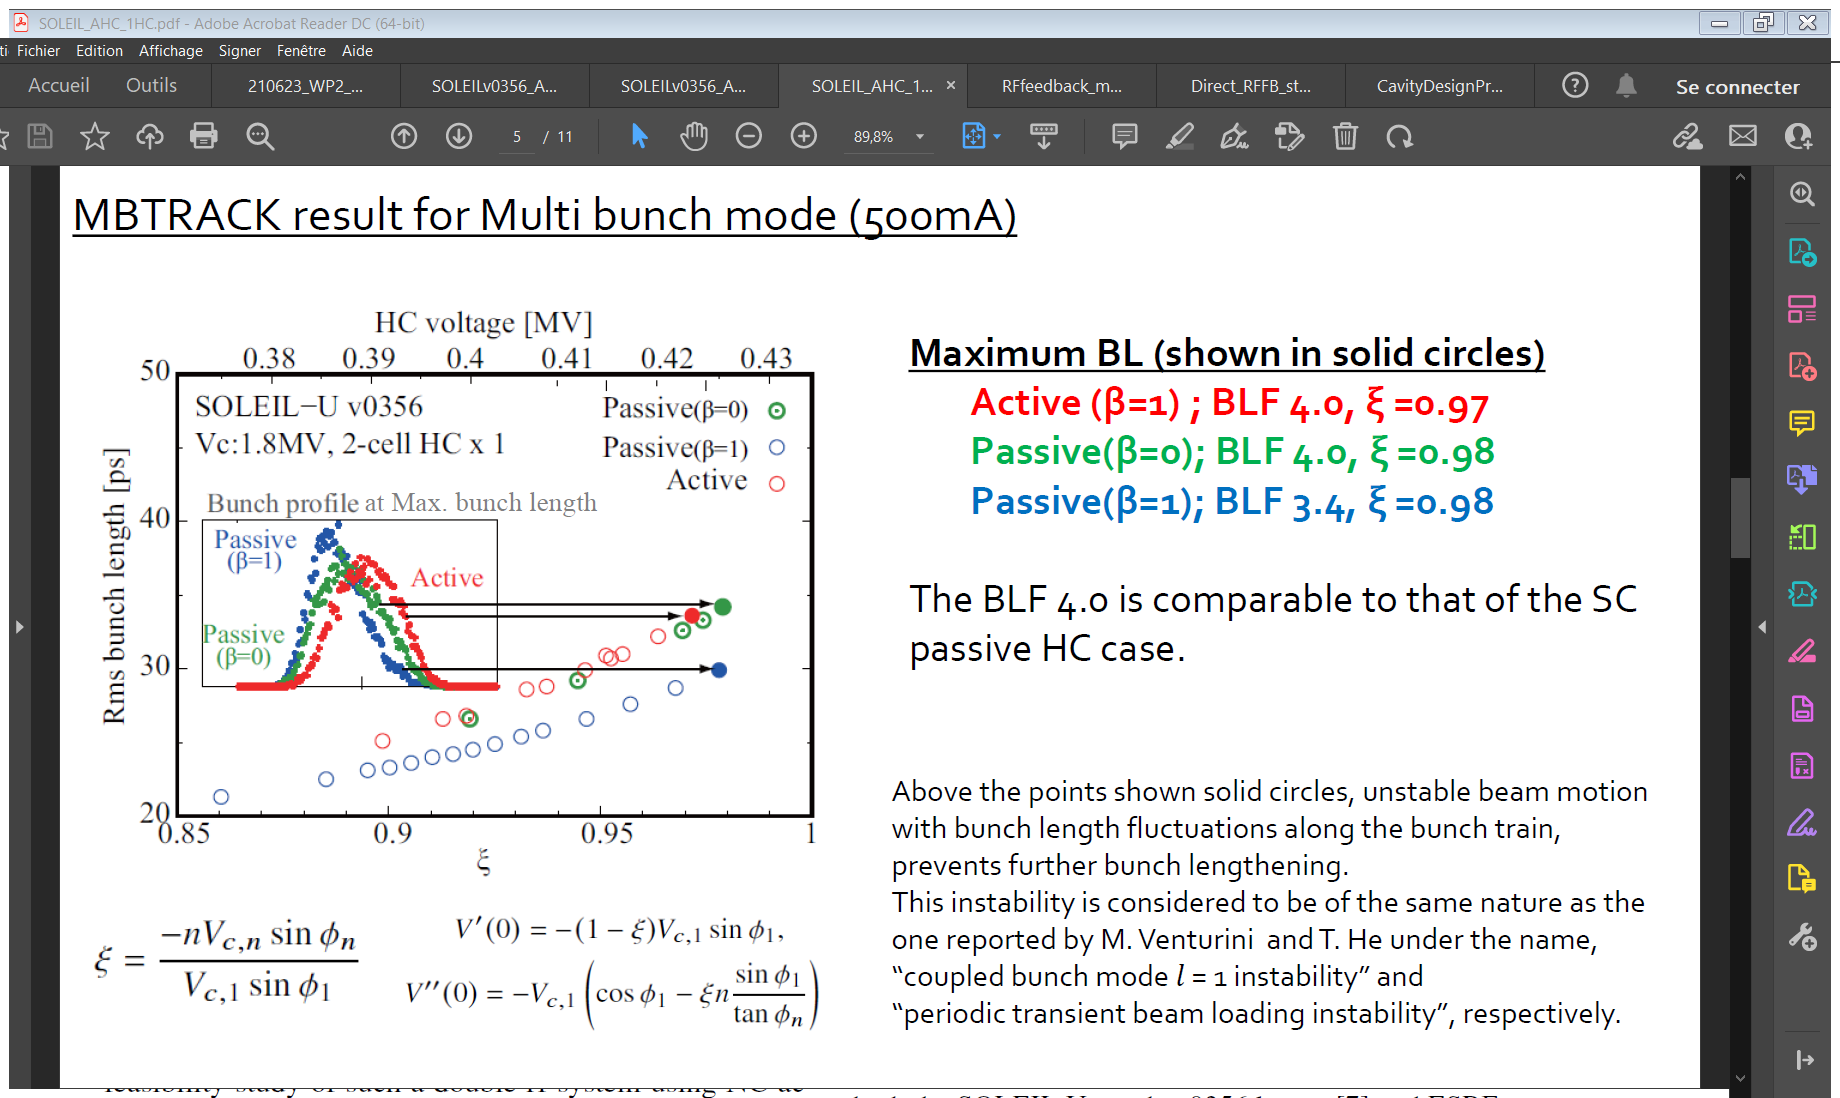 SOLEIL_AHC_1HC.pdf - Adobe Acrobat Reader DC (64-bit)
Fichier Edition Affichage Signer Fenêtre Aide
Accueil Outils 210623_WP2_... SOLEILv0356_A... SOLEILv0356_A... SOLEIL_AHC_1... × RFfeedback_m... Direct_RFFB_st... CavityDesignPr... Se connecter
5 / 11 89,8%
MBTRACK result for Multi bunch mode (500mA)
HC voltage [MV]
0.38 0.39 0.4 0.41 0.42 0.43
50
40
30
20
Rms bunch length [ps]
SOLEIL−U v0356
Vc:1.8MV, 2-cell HC x 1
Passive(β=0)
Passive(β=1)
Active
Bunch profile at Max. bunch length
Passive
(β=1)
Active
Passive
(β=0)
0.85 0.9 0.95 1
ξ
ξ = −nVc,n sin ϕn / Vc,1 sin ϕ1
V′(0) = −(1 − ξ)Vc,1 sin ϕ1,
V′′(0) = −Vc,1 (cos ϕ1 − ξn sin ϕ1 / tan ϕn)
Maximum BL (shown in solid circles)
Active (β=1) ; BLF 4.0, ξ =0.97
Passive(β=0); BLF 4.0, ξ =0.98
Passive(β=1); BLF 3.4, ξ =0.98
The BLF 4.0 is comparable to that of the SC
passive HC case.
Above the points shown solid circles, unstable beam motion
with bunch length fluctuations along the bunch train,
prevents further bunch lengthening.
This instability is considered to be of the same nature as the
one reported by M. Venturini and T. He under the name,
“coupled bunch mode l = 1 instability” and
“periodic transient beam loading instability”, respectively.